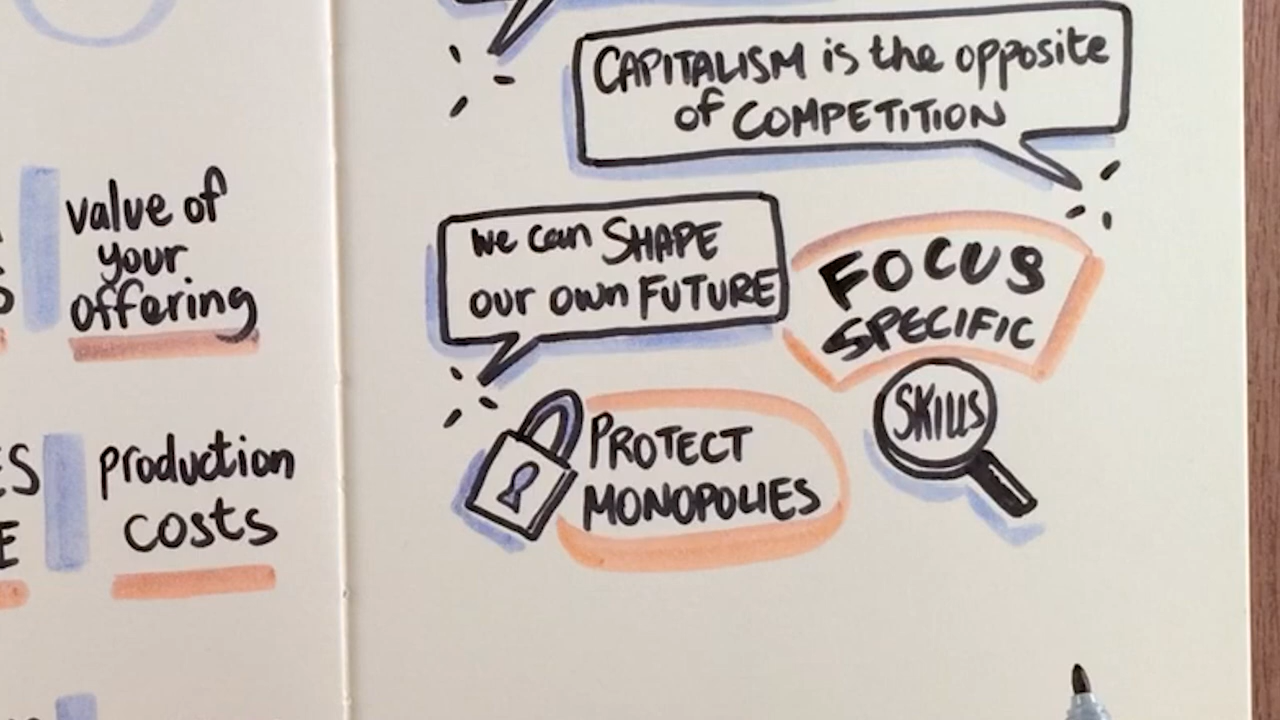 value of
your
offering
production
costs
CAPITALISM is the opposite
of COMPETITION
We can SHAPE
our own FUTURE
FOCUS
SPECIFIC
SKILLS
PROTECT
MONOPOLIES